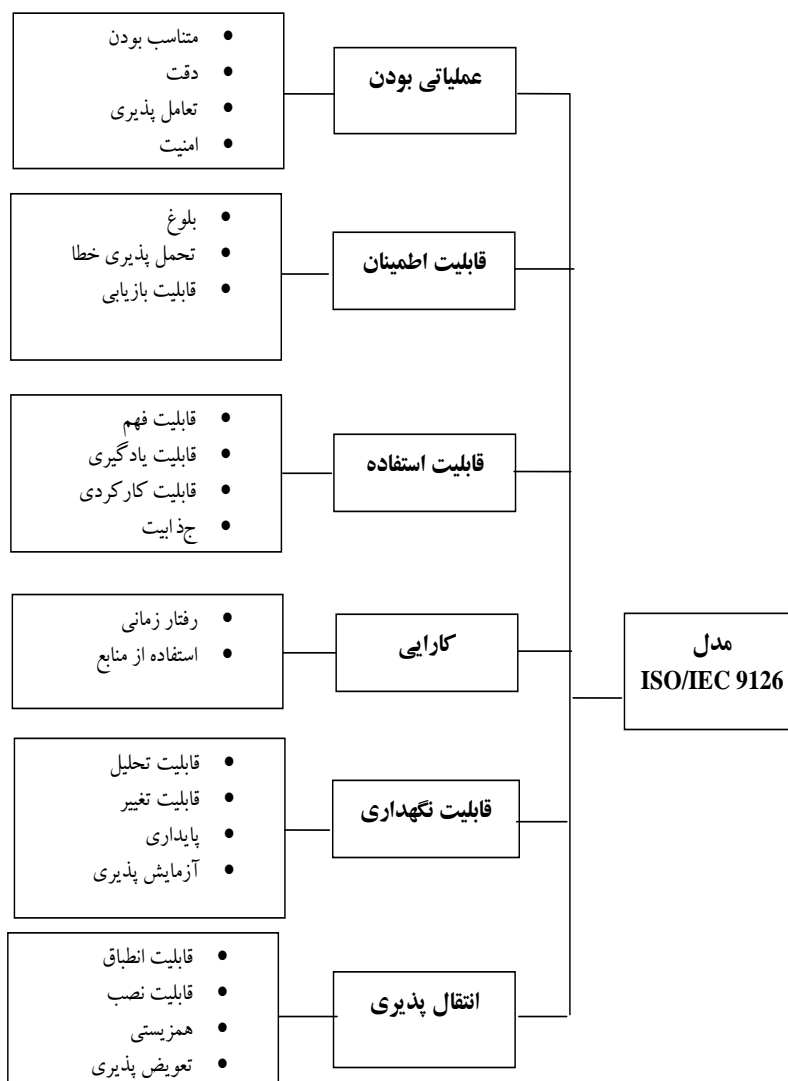 مدل
ISO/IEC 9126
عملیاتی بودن
متناسب بودن
دقت
تعامل پذیری
امنیت
قابلیت اطمینان
بلوغ
تحمل پذیری خطا
قابلیت بازیابی
قابلیت استفاده
قابلیت فهم
قابلیت یادگیری
قابلیت کارکردی
جذابیت
کارایی
رفتار زمانی
استفاده از منابع
قابلیت نگهداری
قابلیت تحلیل
قابلیت تغییر
پایداری
آزمایش پذیری
انتقال پذیری
قابلیت انطباق
قابلیت نصب
همزیستی
تعویض پذیری